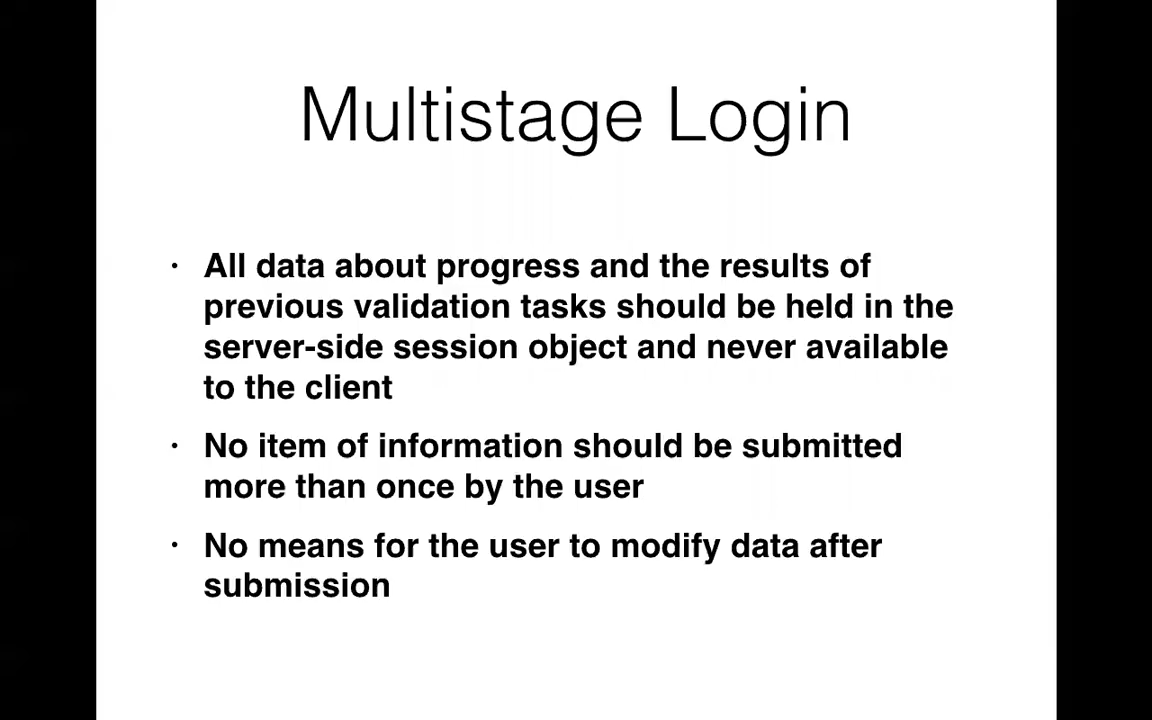 Multistage Login
· All data about progress and the results of
previous validation tasks should be held in the
server-side session object and never available
to the client
· No item of information should be submitted
more than once by the user
· No means for the user to modify data after
submission